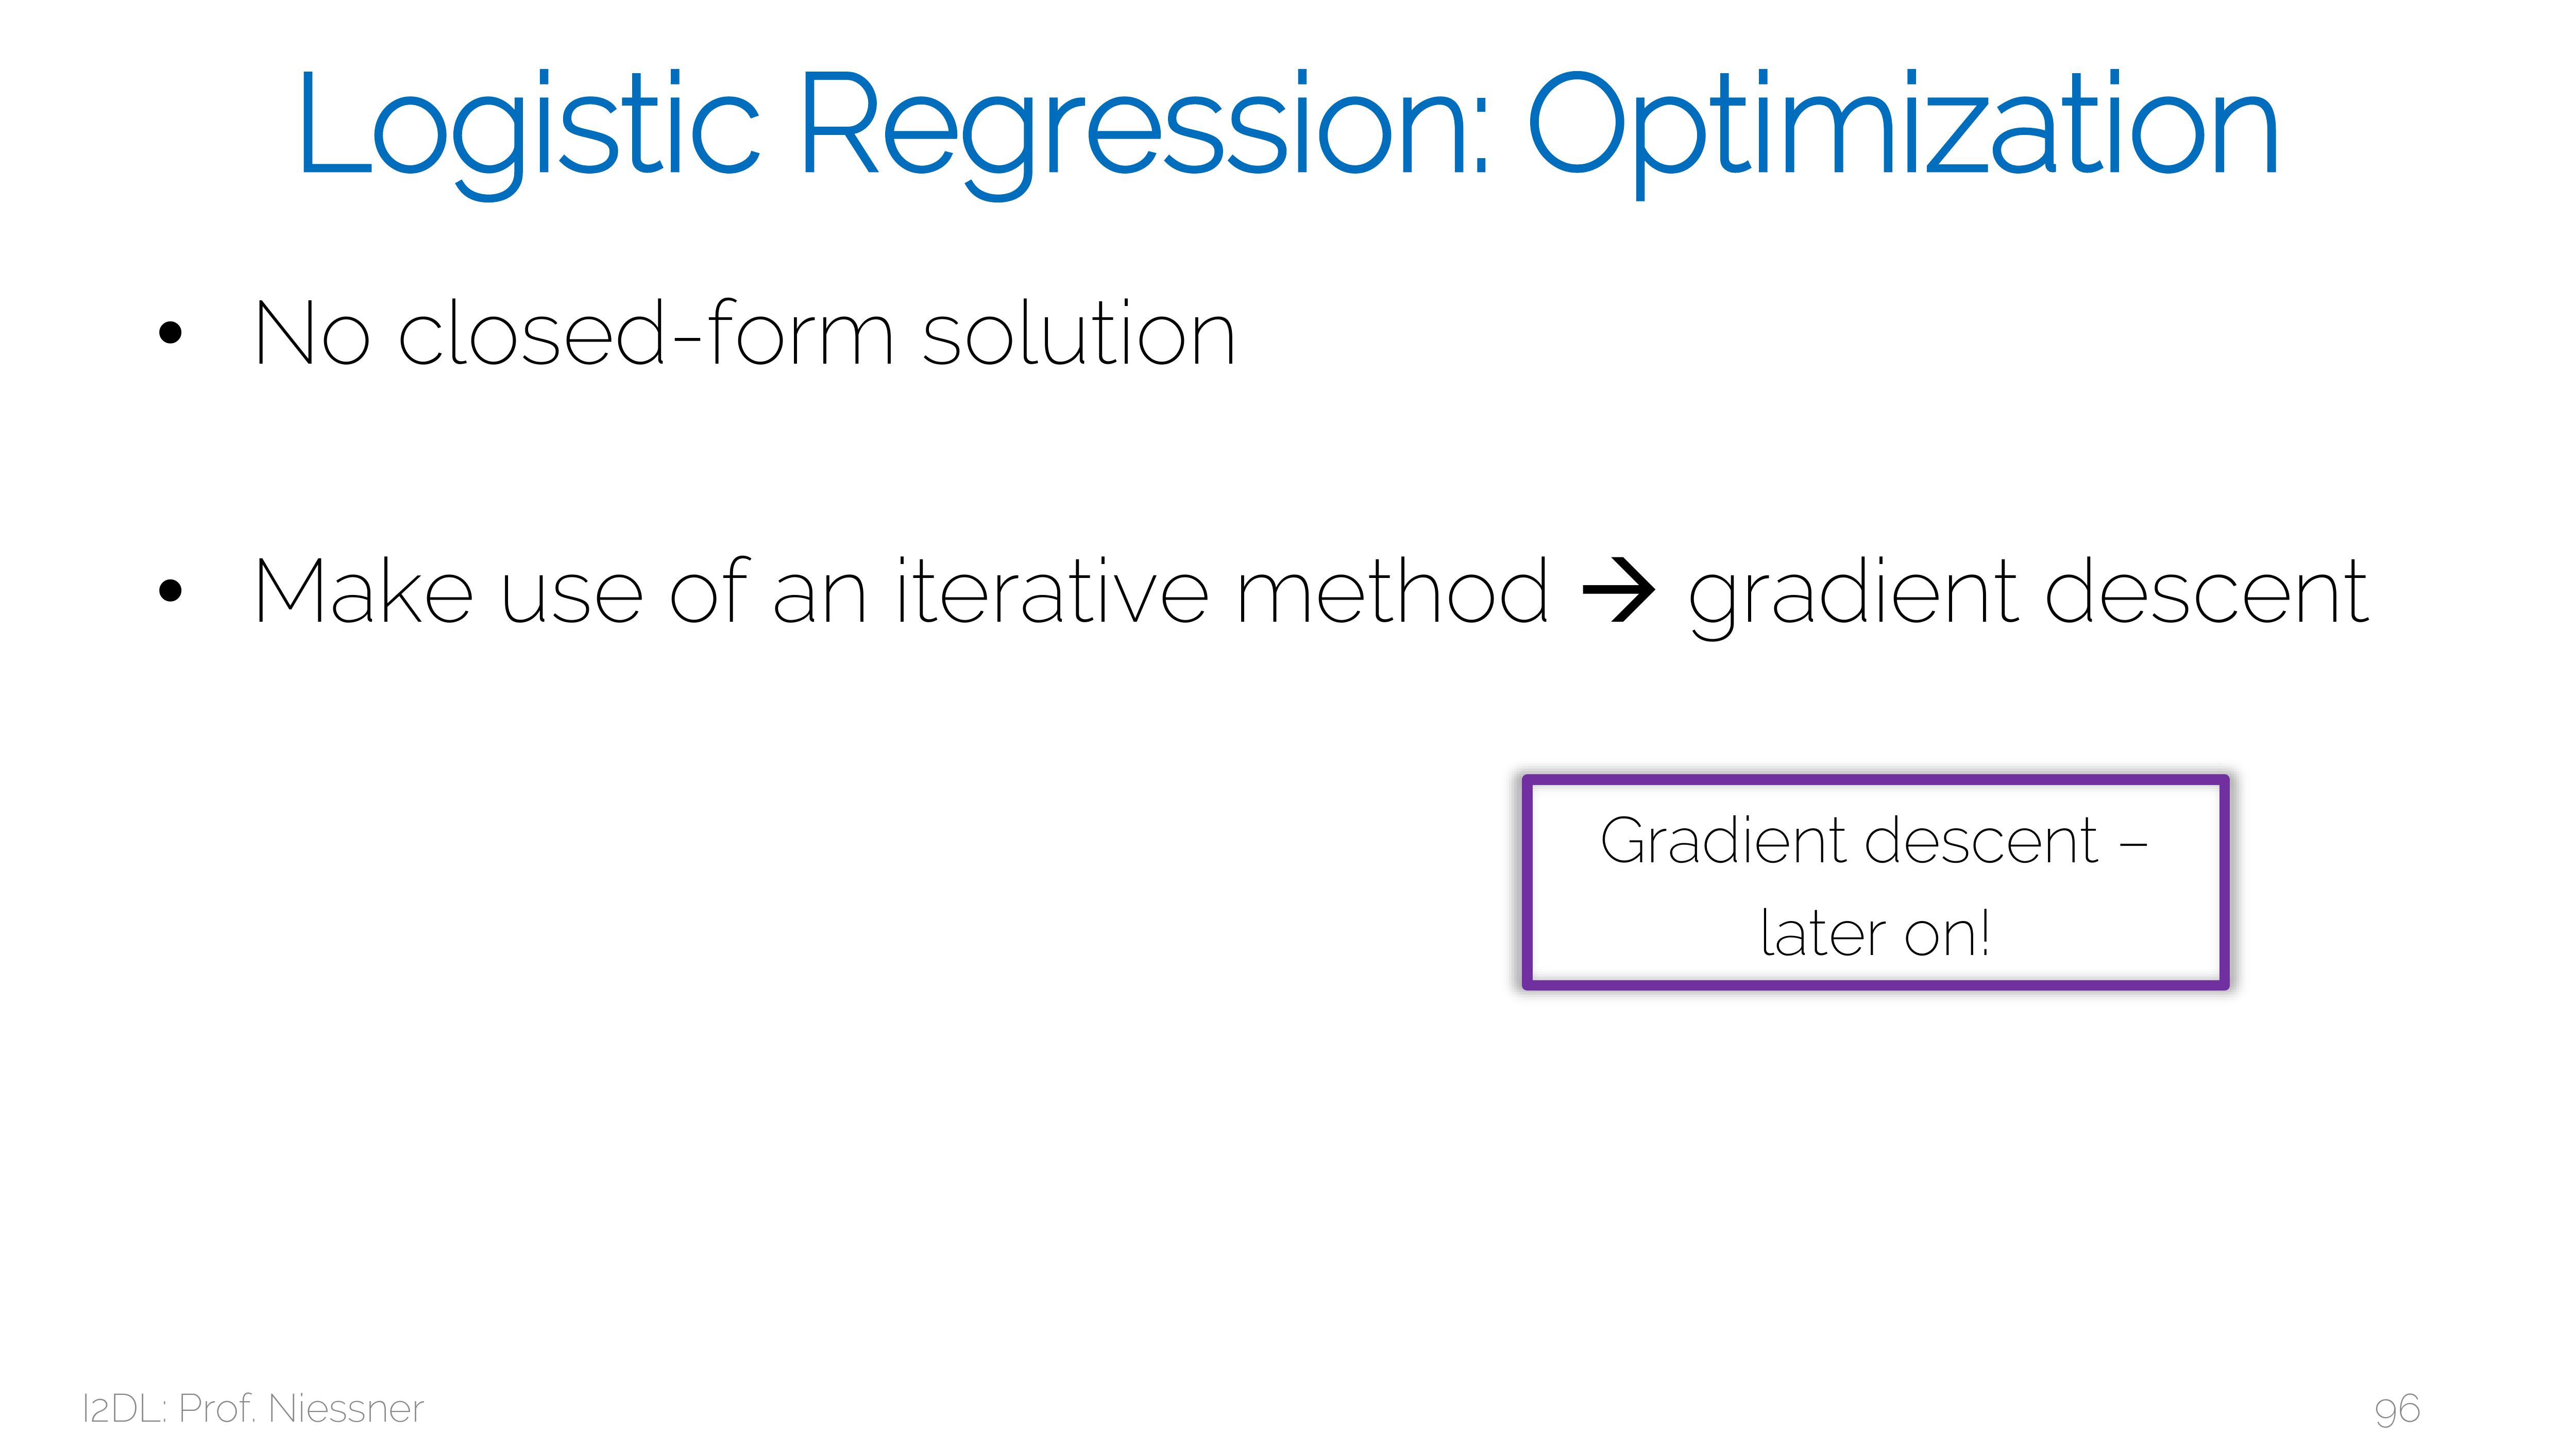 Logistic Regression: Optimization
• No closed-form solution
• Make use of an iterative method → gradient descent
Gradient descent –
later on!
I2DL: Prof. Niessner
96